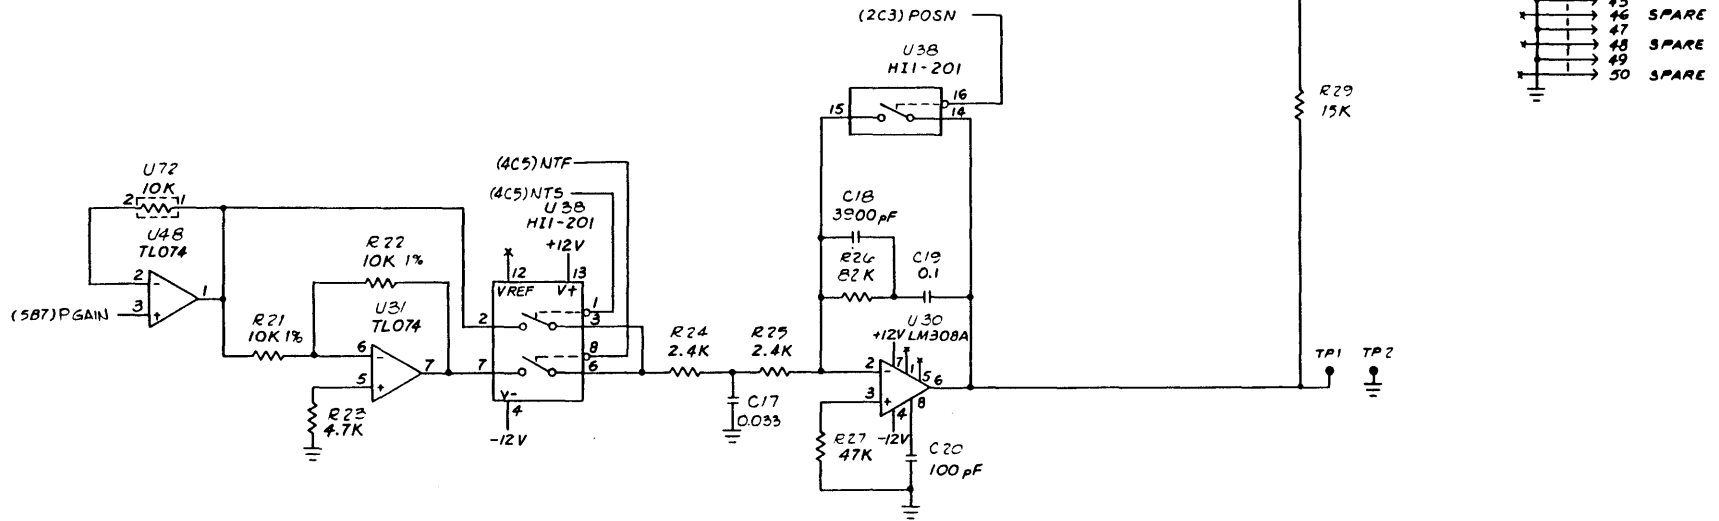 (2C3) POSN
U38
HI1-201
16
15
14
45
46 SPARE
47
48 SPARE
49
50 SPARE
R29
15K
(4C5) NTF
(4C5) NTS
U38
HI1-201
+12V
12
13
VREF
V+
1
2
3
8
7
6
V-
4
-12V
U72
10K
2
1
U48
TL074
2
-
3
+
1
(5B7) PGAIN
R21
10K 1%
R22
10K 1%
U31
TL074
6
-
5
+
7
R23
4.7K
R24
2.4K
R25
2.4K
C17
0.033
C18
3900pF
R26
82K
C19
0.1
U30
+12V LM308A
7
1
5
2
-
6
3
+
4
8
-12V
R27
47K
C20
100pF
TP1
TP2